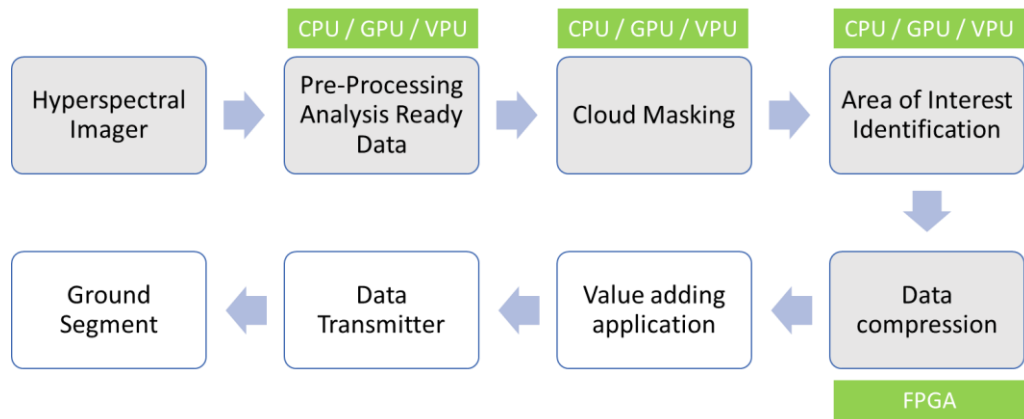 CPU / GPU / VPU
CPU / GPU / VPU
CPU / GPU / VPU
Hyperspectral
Imager
Pre-Processing
Analysis Ready
Data
Cloud Masking
Area of Interest
Identification
Ground
Segment
Data
Transmitter
Value adding
application
Data
compression
FPGA